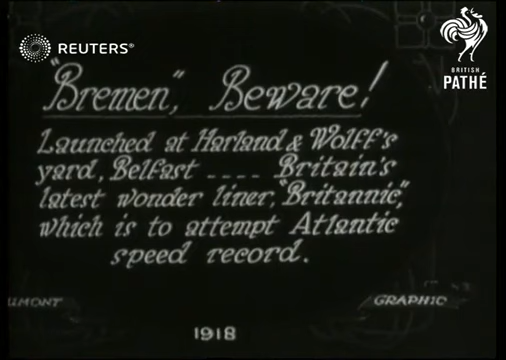 REUTERS®
BRITISH
PATHÉ
"Bremen", Beware!
Launched at Harland & Wolff's
yard, Belfast .... Britain's
latest wonder liner, "Britannic",
which is to attempt Atlantic
speed record.
UMONT
GRAPHIC
1918